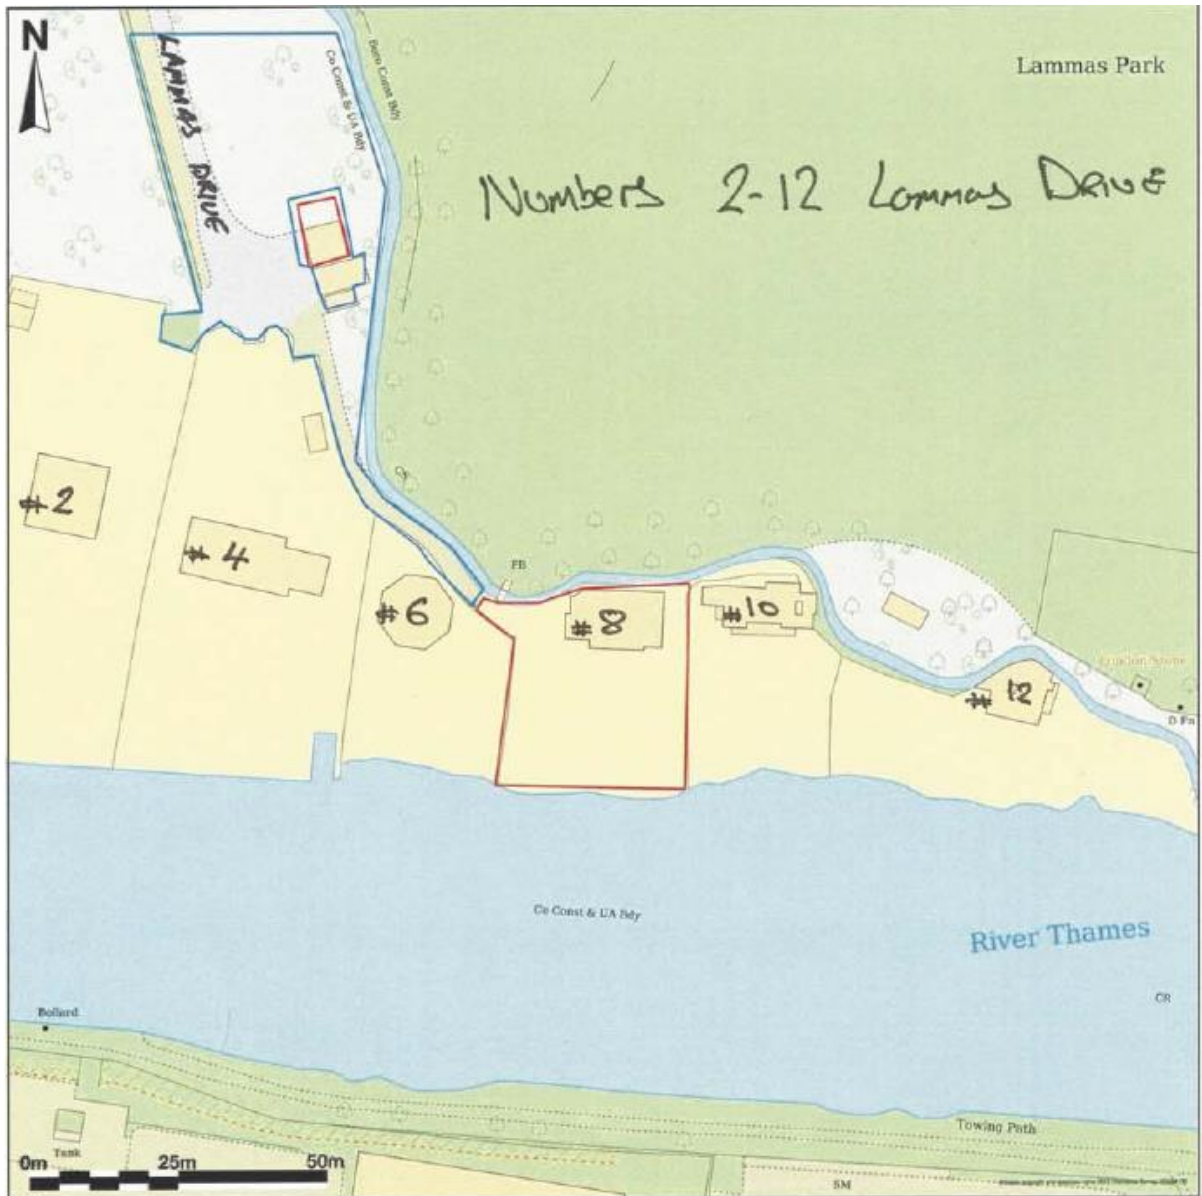 N
LAMMAS DRIVE
Co Const & UA Bdy
Boro Const Bdy
Lammas Park
Numbers 2-12 Lammas Drive
#2
#4
FB
#6
#8
#10
#12
D Fn
Co Const & UA Bdy
River Thames
CR
Bollard
Towing Path
Tank
0m 25m 50m
SM